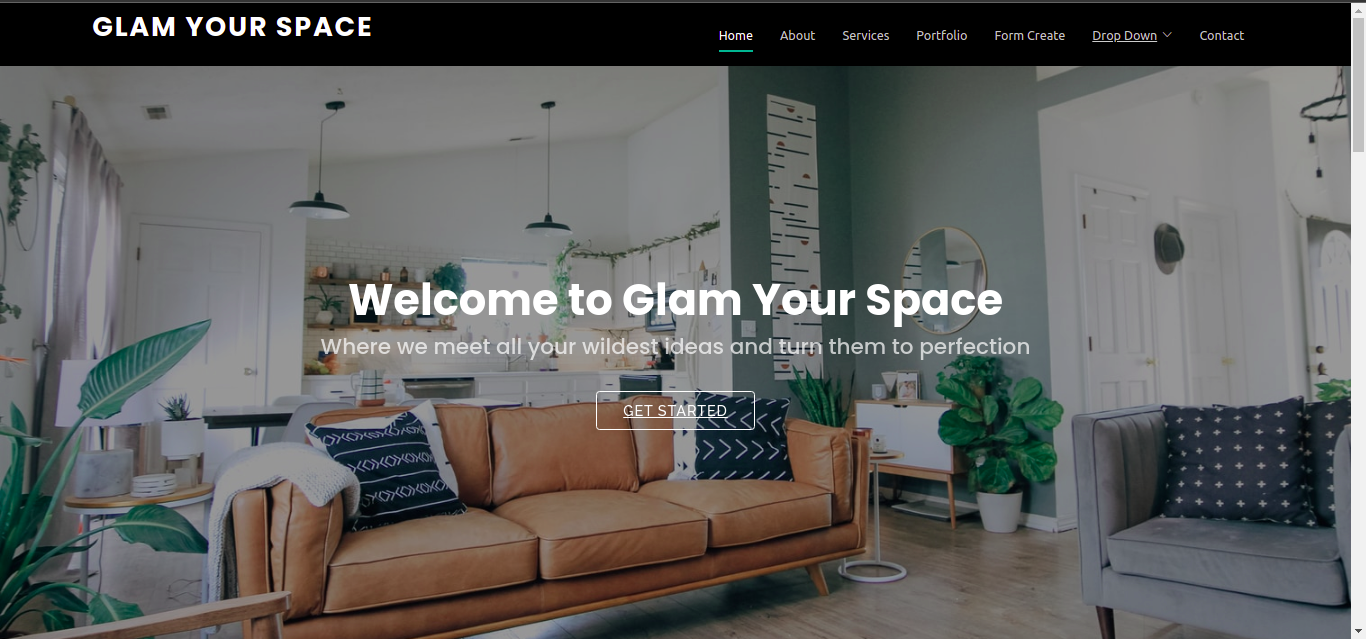 GLAM YOUR SPACE
Home About Services Portfolio Form Create Drop Down Contact
Welcome to Glam Your Space
Where we meet all your wildest ideas and turn them to perfection
GET STARTED